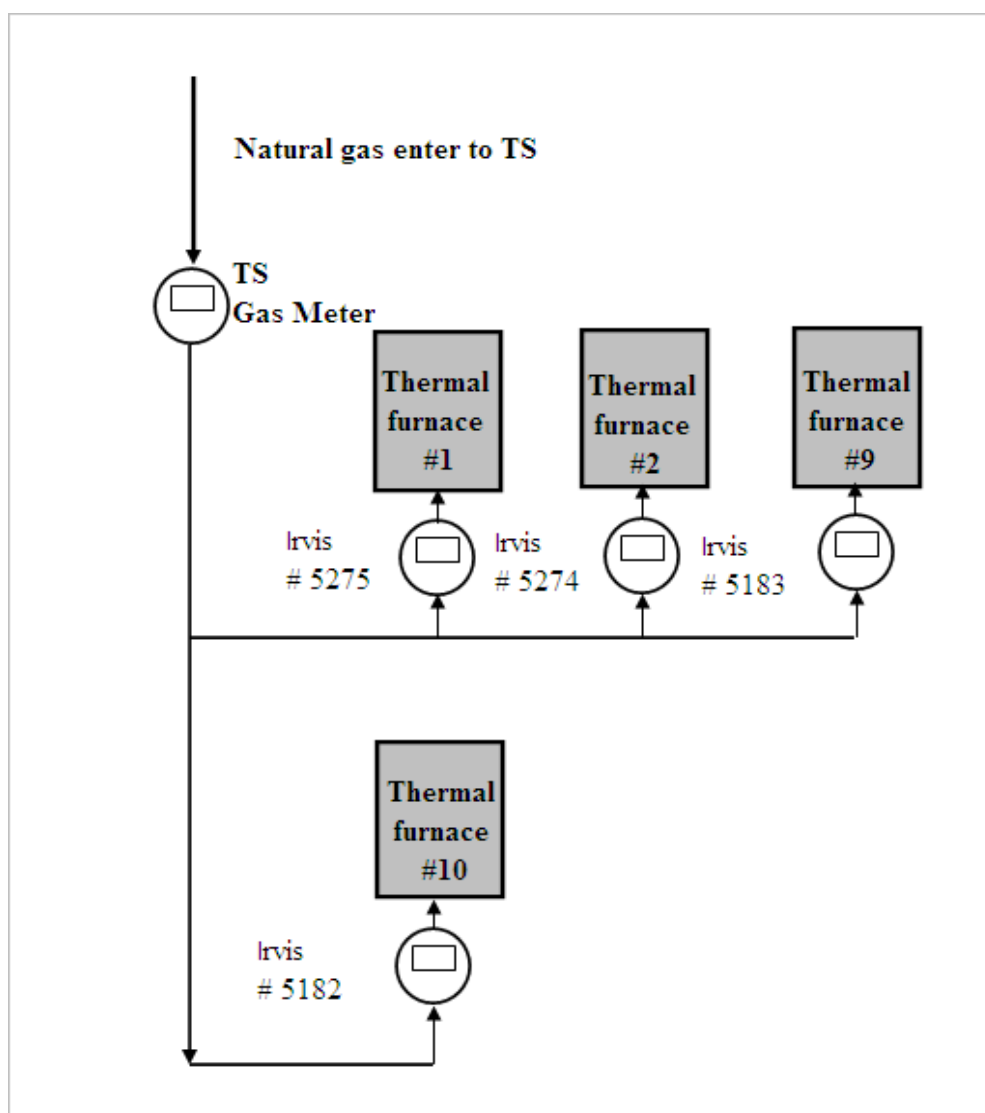 Natural gas enter to TS
TS
Gas Meter
Thermal
furnace
#1
Thermal
furnace
#2
Thermal
furnace
#9
Irvis
# 5275
Irvis
# 5274
Irvis
# 5183
Thermal
furnace
#10
Irvis
# 5182